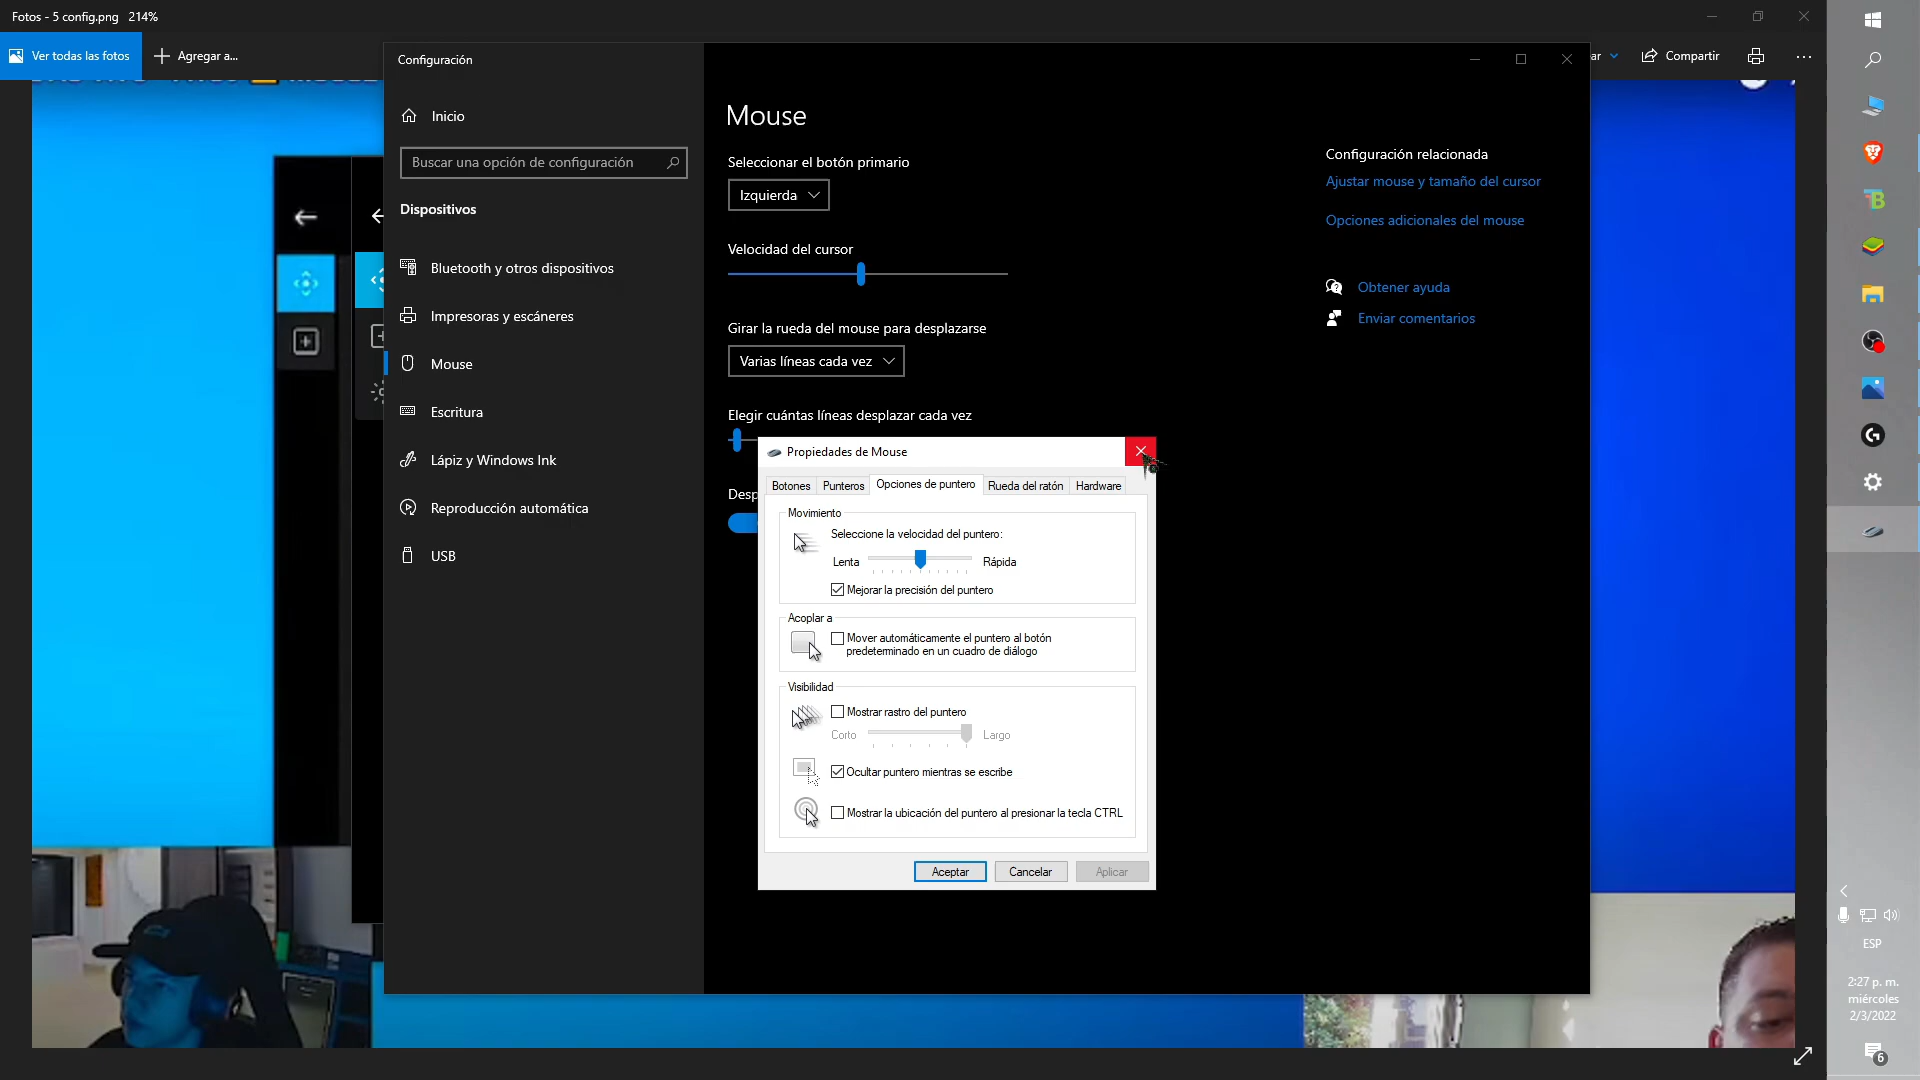 Fotos - 5 config.png   214%
Ver todas las fotos
Agregar a...
ar
Compartir
Configuración
Inicio
Buscar una opción de configuración
Dispositivos
Bluetooth y otros dispositivos
Impresoras y escáneres
Mouse
Escritura
Lápiz y Windows Ink
Reproducción automática
USB
Mouse
Seleccionar el botón primario
Izquierda
Velocidad del cursor
Girar la rueda del mouse para desplazarse
Varias líneas cada vez
Elegir cuántas líneas desplazar cada vez
Desp
Configuración relacionada
Ajustar mouse y tamaño del cursor
Opciones adicionales del mouse
Obtener ayuda
Enviar comentarios
Propiedades de Mouse
Botones Punteros Opciones de puntero Rueda del ratón Hardware
Movimiento
Seleccione la velocidad del puntero:
Lenta Rápida
Mejorar la precisión del puntero
Acoplar a
Mover automáticamente el puntero al botón
predeterminado en un cuadro de diálogo
Visibilidad
Mostrar rastro del puntero
Corto Largo
Ocultar puntero mientras se escribe
Mostrar la ubicación del puntero al presionar la tecla CTRL
Aceptar Cancelar Aplicar
ESP
2:27 p. m.
miércoles
2/3/2022
6